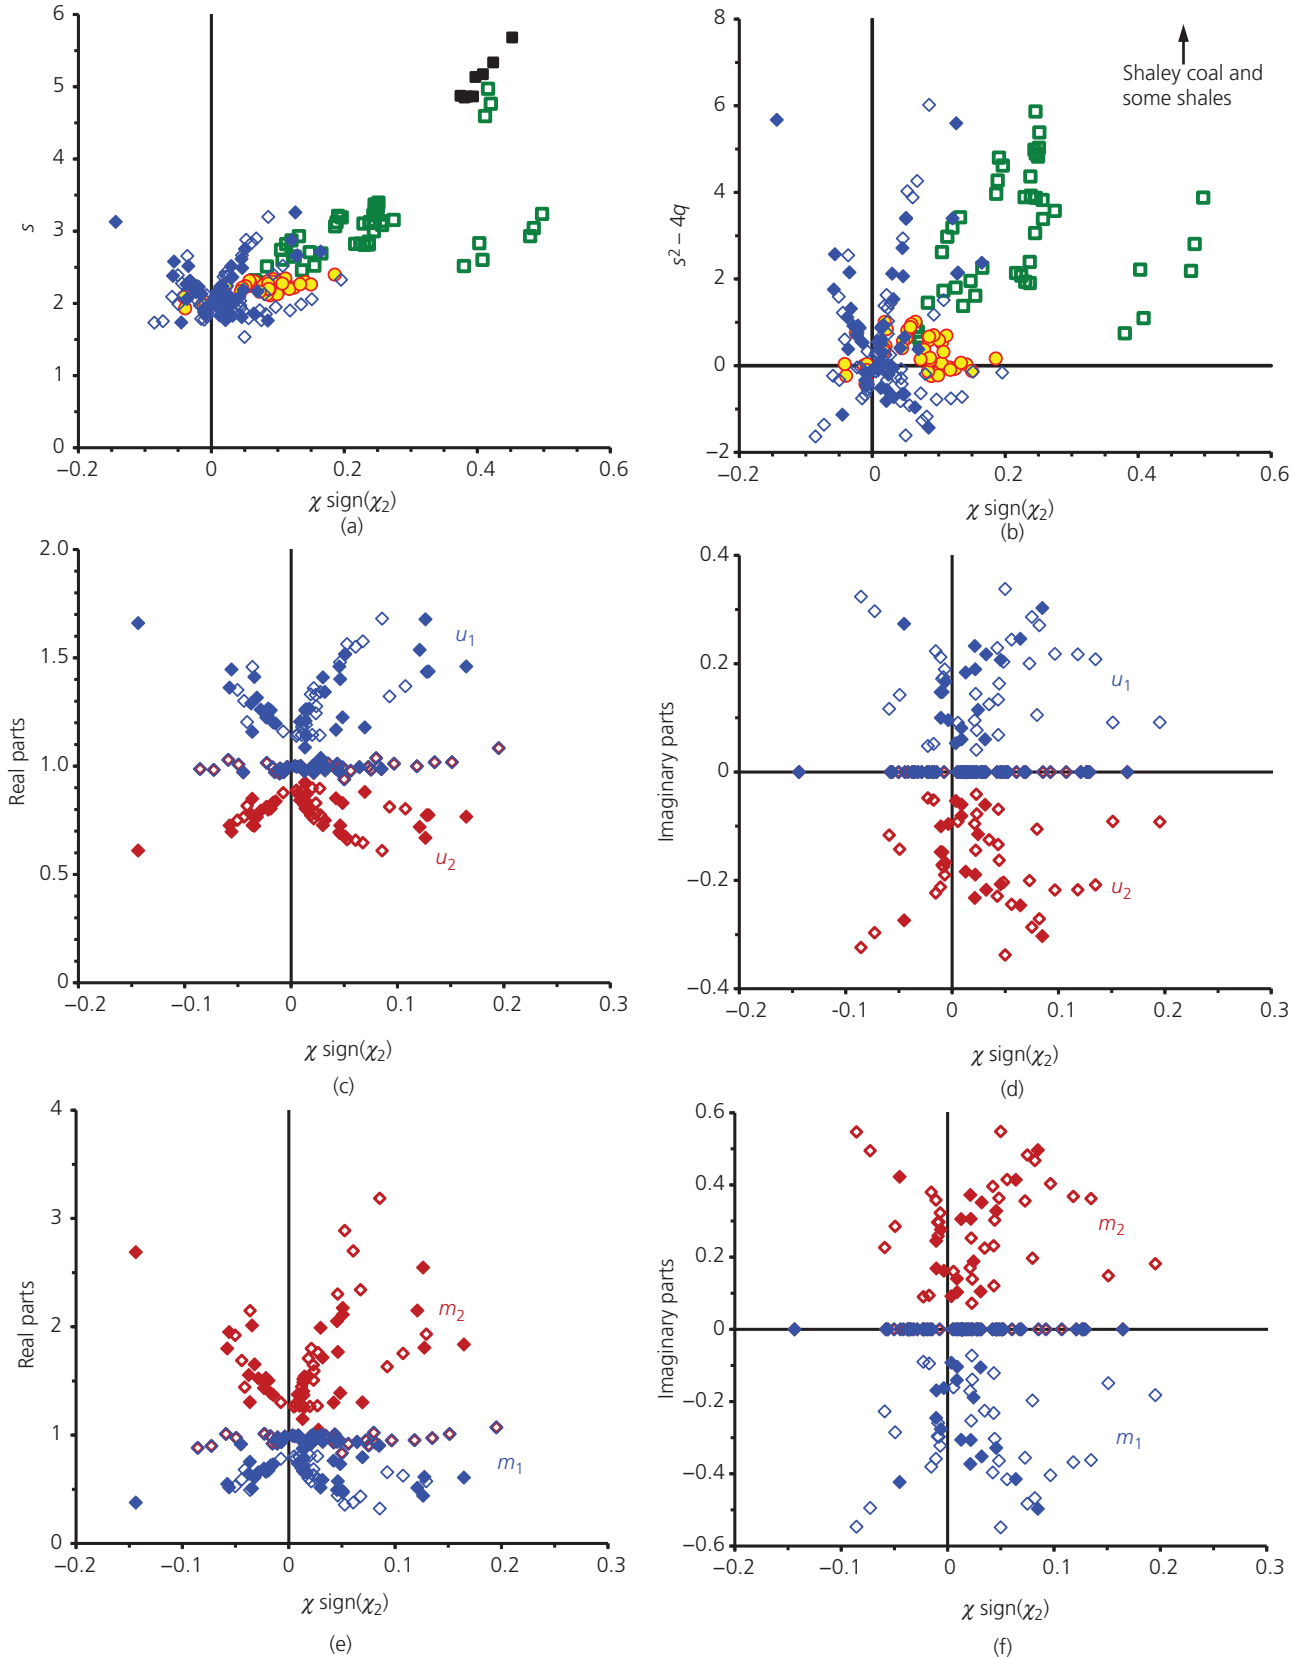 6
5
4
3
2
1
0
s
−0.2
0
0.2
0.4
0.6
χ sign(χ2)
(a)
8
6
4
2
0
−2
s2 − 4q
Shaley coal and
some shales
−0.2
0
0.2
0.4
0.6
χ sign(χ2)
(b)
2.0
1.5
1.0
0.5
0
Real parts
u1
u2
−0.2
−0.1
0
0.1
0.2
0.3
χ sign(χ2)
(c)
0.4
0.2
0
−0.2
−0.4
Imaginary parts
u1
u2
−0.2
-0.1
0
0.1
0.2
0.3
χ sign(χ2)
(d)
4
3
2
1
0
Real parts
m2
m1
−0.2
−0.1
0
0.1
0.2
0.3
χ sign(χ2)
(e)
0.6
0.4
0.2
0
−0.2
−0.4
−0.6
Imaginary parts
m2
m1
−0.2
−0.1
0
0.1
0.2
0.3
χ sign(χ2)
(f)